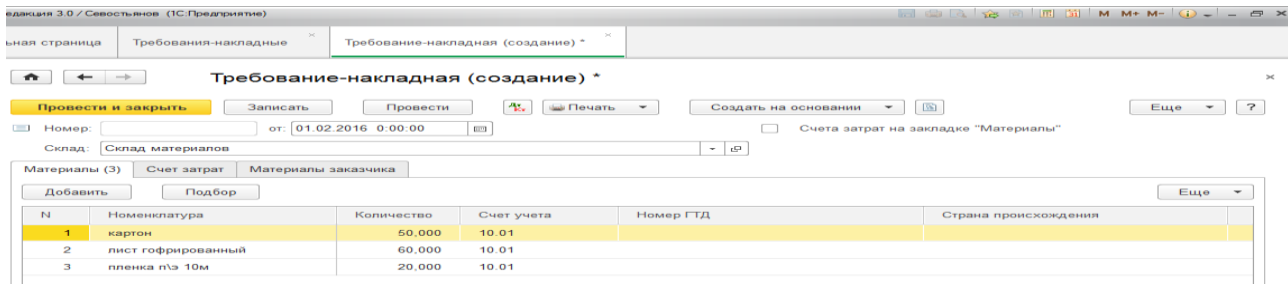 едакция 3.0 / Севостьянов (1С:Предприятие) M M+ M-
ьная страница Требования-накладные Требование-накладная (создание) *
Требование-накладная (создание) *
Провести и закрыть Записать Провести Печать Создать на основании Еще ?
Номер: от: 01.02.2016 0:00:00 Счета затрат на закладке "Материалы"
Склад: Склад материалов
Материалы (3) Счет затрат Материалы заказчика
Добавить Подбор Еще
N Номенклатура Количество Счет учета Номер ГТД Страна происхождения
1 картон 50,000 10.01
2 лист гофрированный 60,000 10.01
3 пленка п\э 10м 20,000 10.01